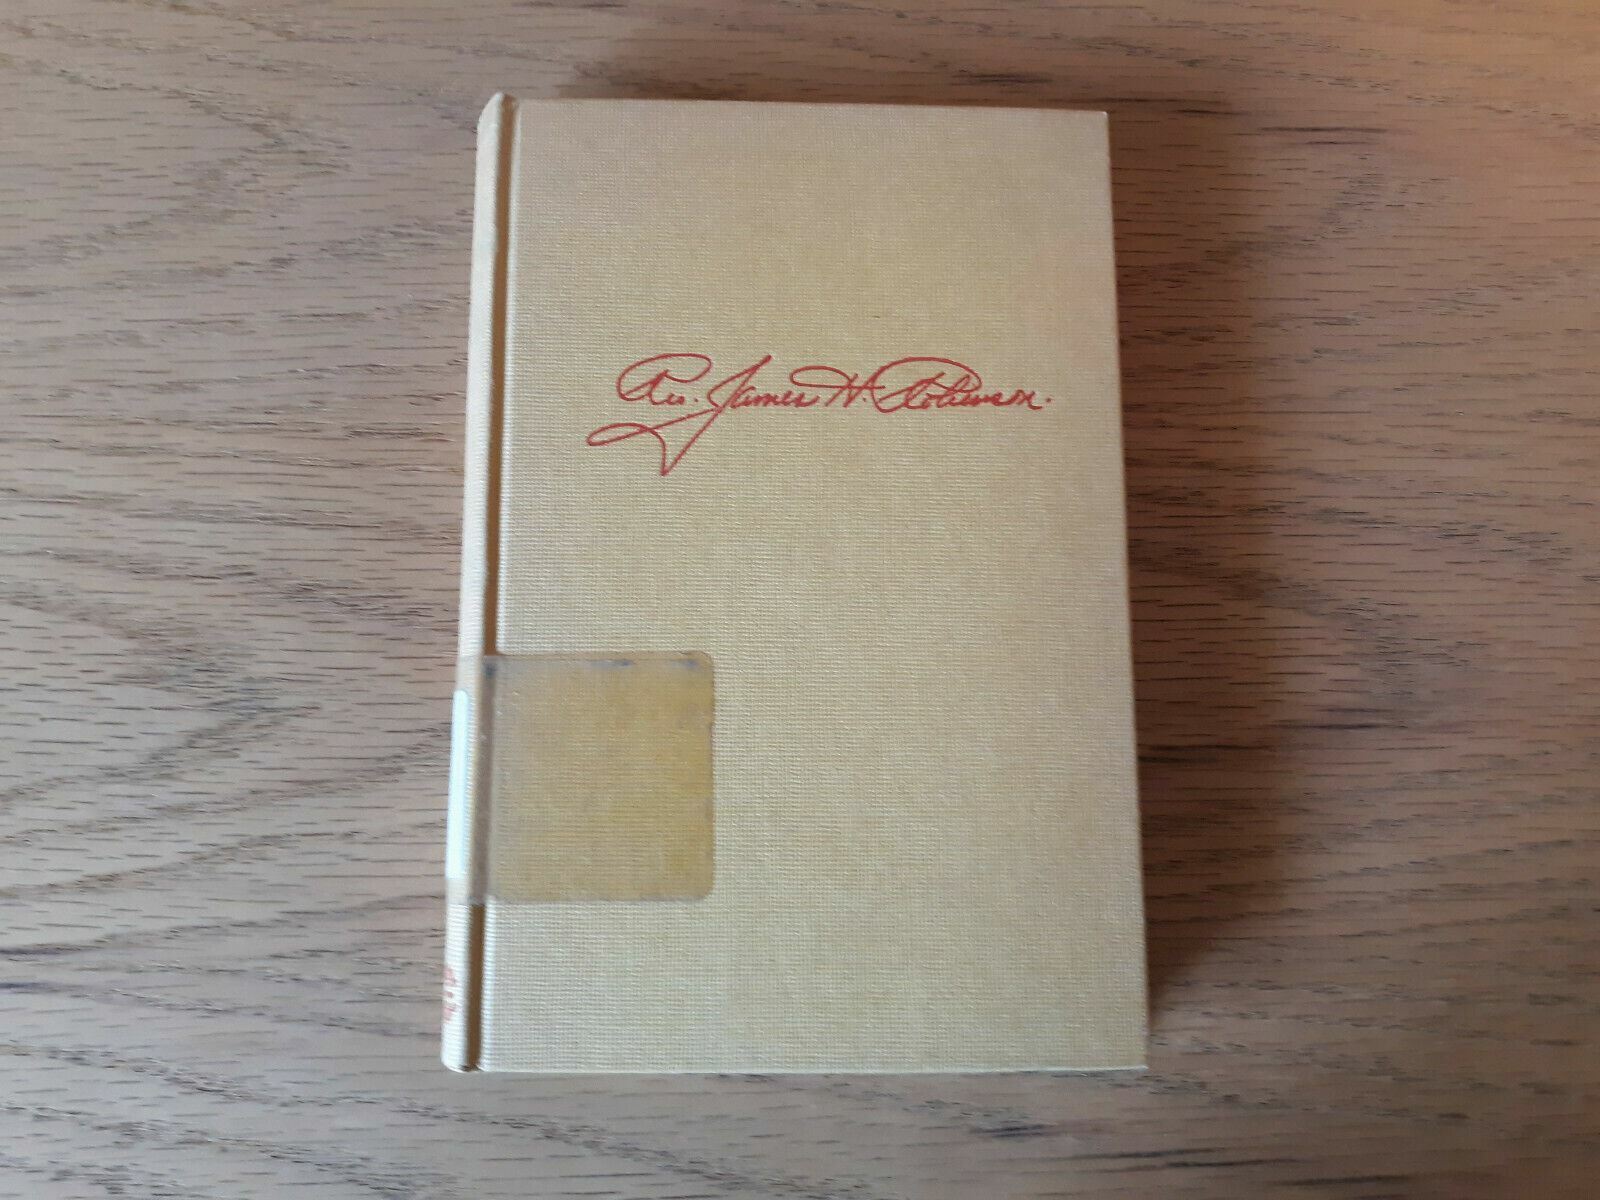 Rev. James H. Robinson.